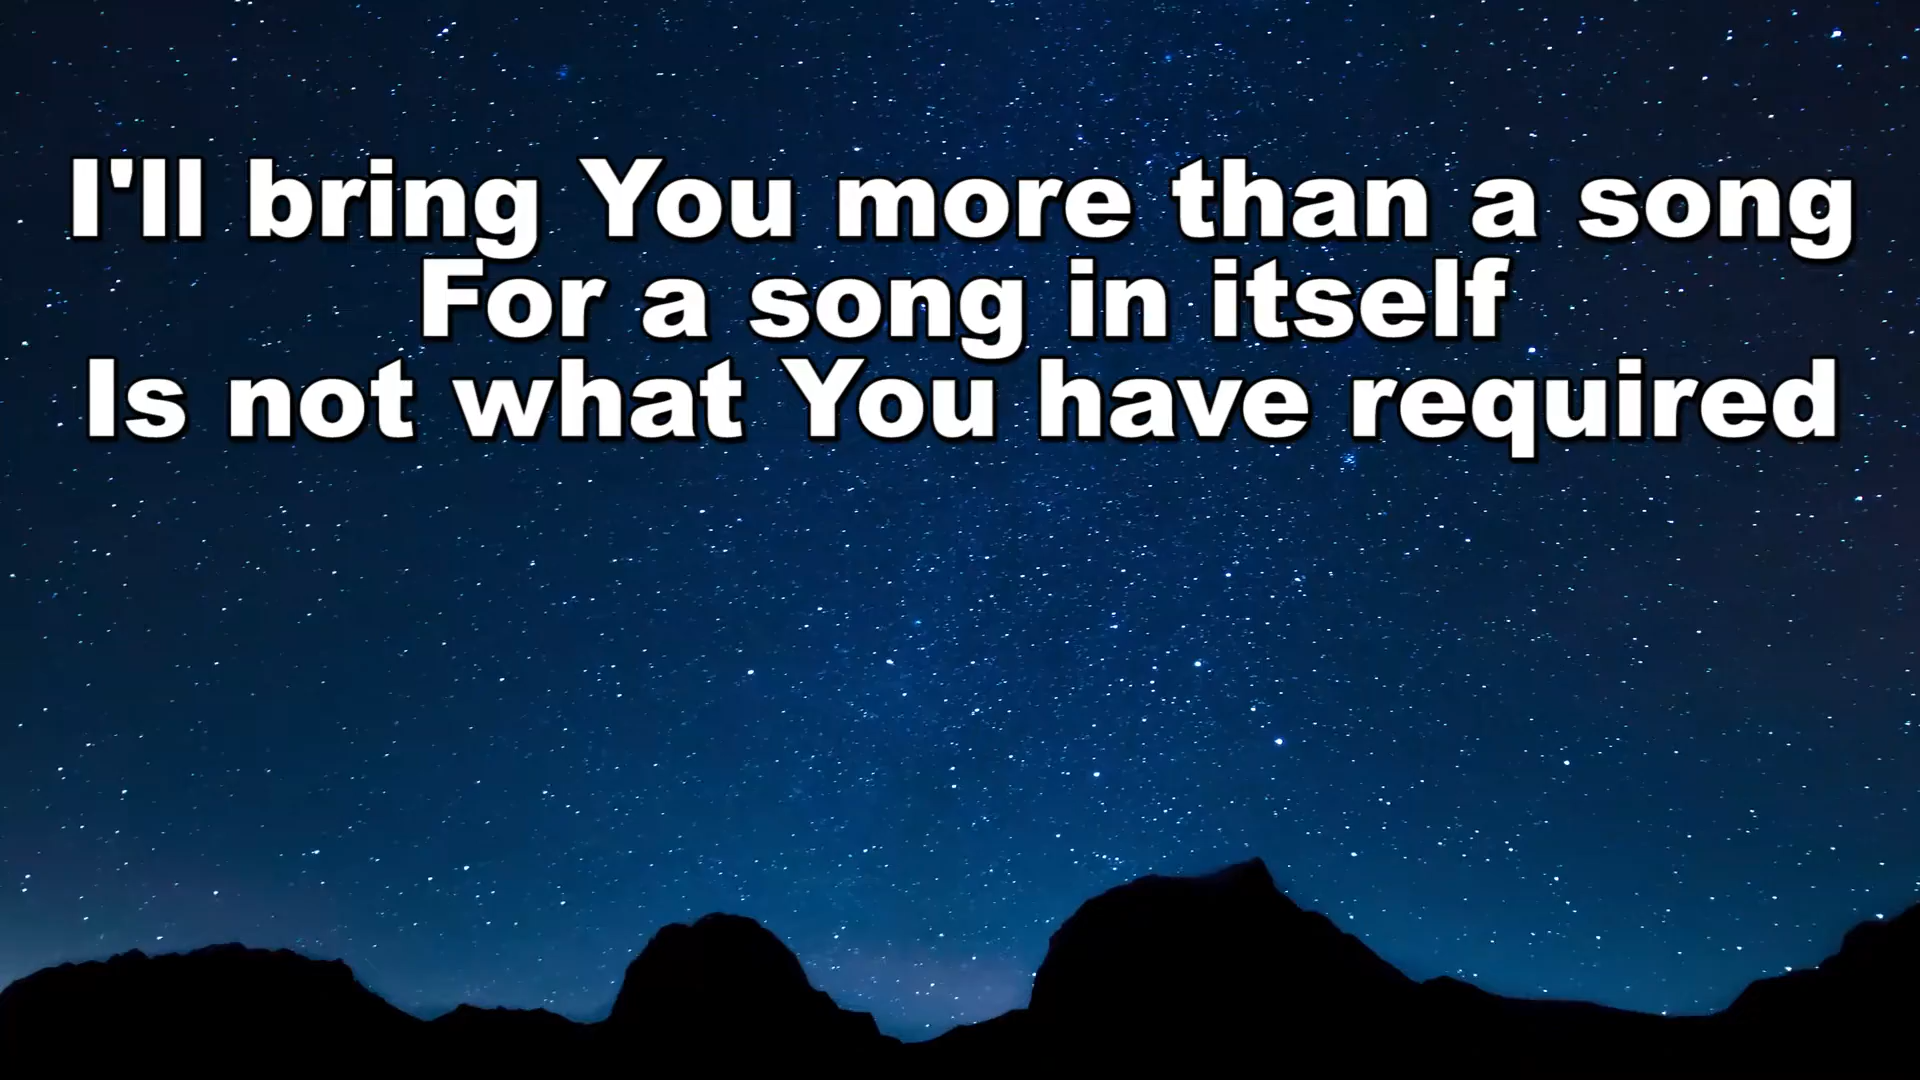 I'll bring You more than a song
For a song in itself
Is not what You have required